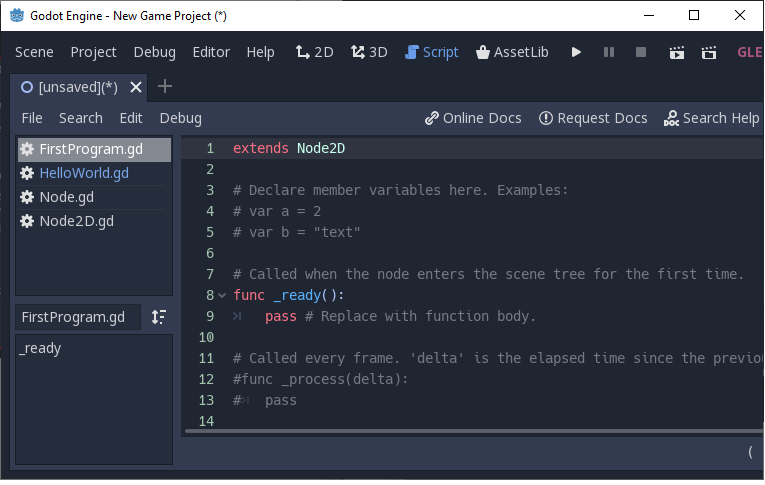 Godot Engine - New Game Project (*)
Scene Project Debug Editor Help 2D 3D Script AssetLib GLE
[unsaved](*)
File Search Edit Debug Online Docs Request Docs Search Help
FirstProgram.gd
HelloWorld.gd
Node.gd
Node2D.gd
FirstProgram.gd
_ready
1 extends Node2D
2
3 # Declare member variables here. Examples:
4 # var a = 2
5 # var b = "text"
6
7 # Called when the node enters the scene tree for the first time.
8 func _ready():
9 pass # Replace with function body.
10
11 # Called every frame. 'delta' is the elapsed time since the previou
12 #func _process(delta):
13 # pass
14
(